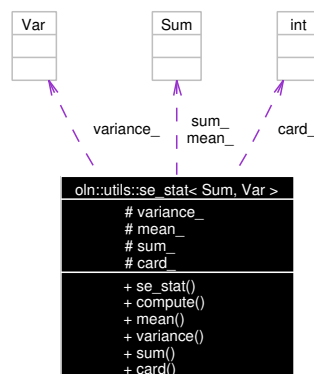 Var Sum int
variance_ sum_ card_
mean_
oln::utils::se_stat< Sum, Var >
# variance_
# mean_
# sum_
# card_
+ se_stat()
+ compute()
+ mean()
+ variance()
+ sum()
+ card()